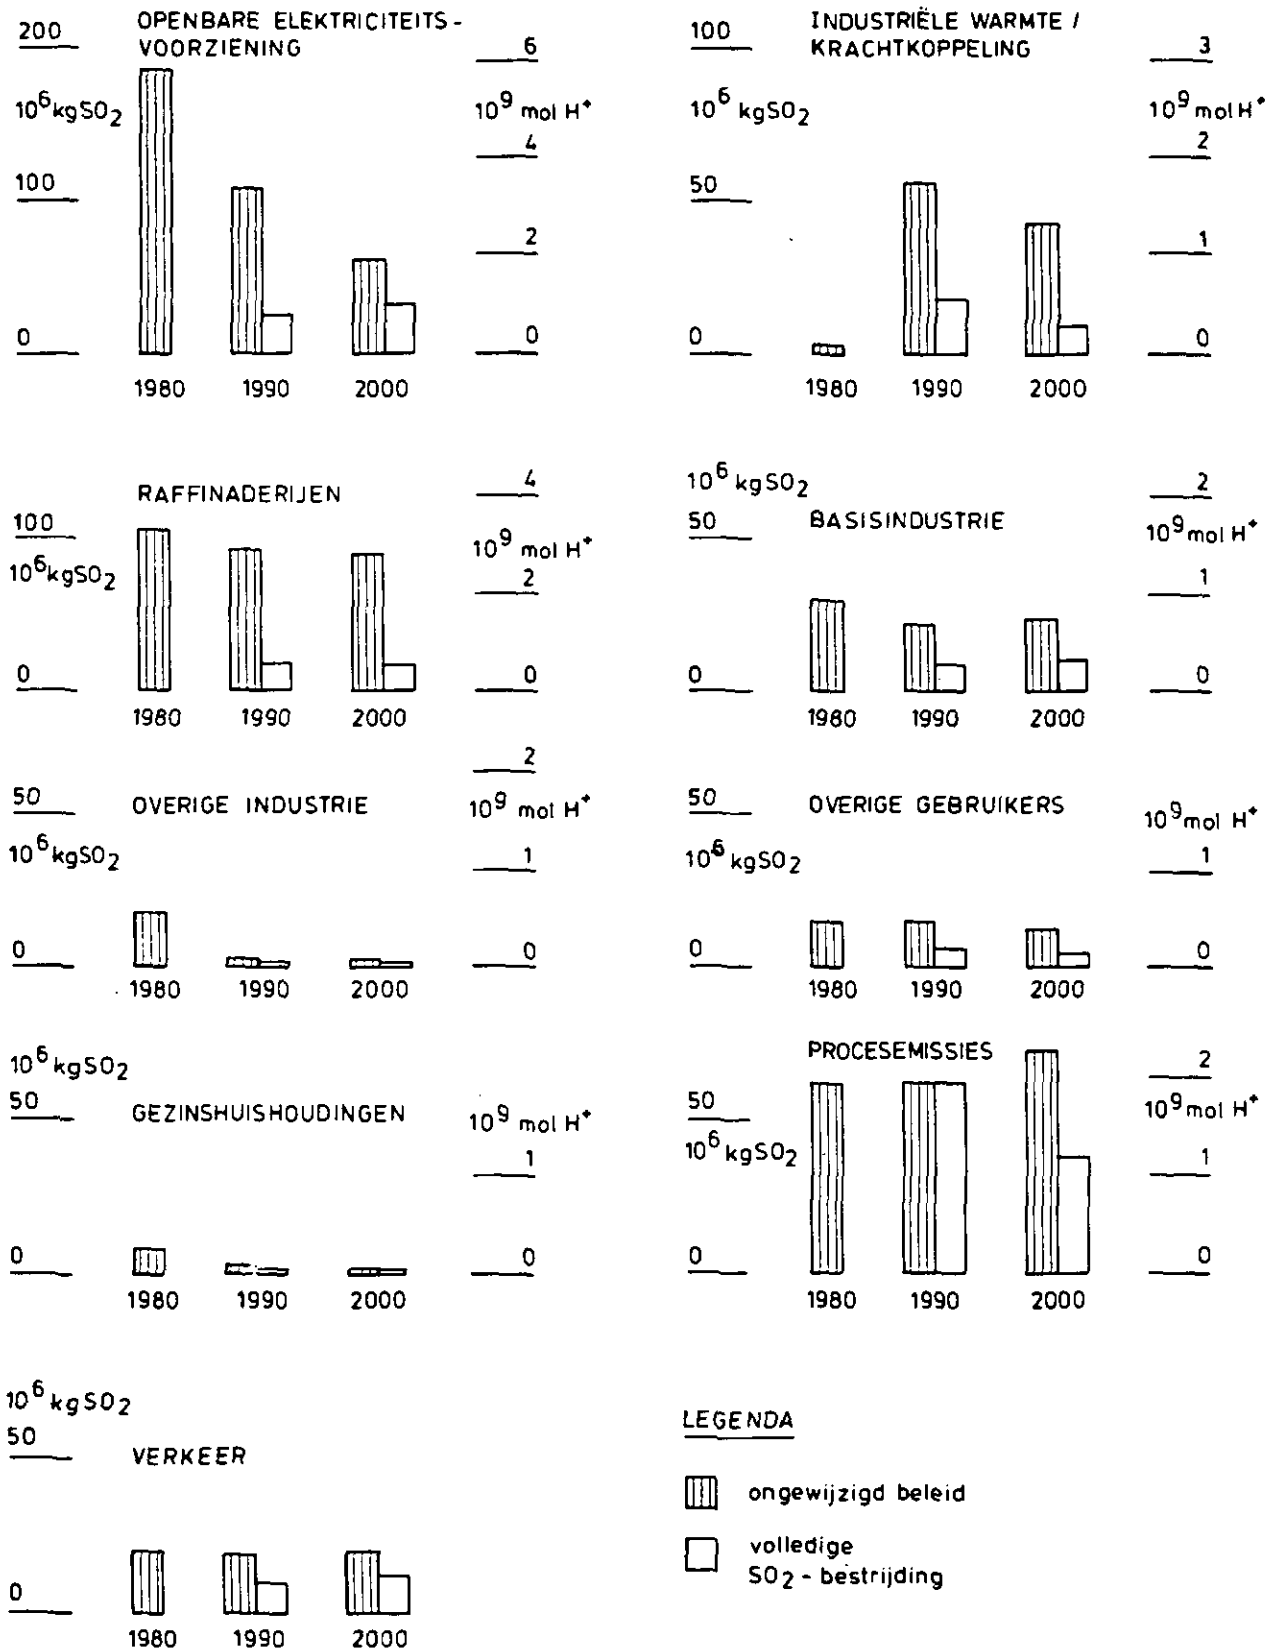 OPENBARE ELEKTRICITEITS-
VOORZIENING
200
10⁶ kg SO₂
100
0
6
10⁹ mol H⁺
4
2
0
1980 1990 2000
INDUSTRIËLE WARMTE /
KRACHTKOPPELING
100
10⁶ kg SO₂
50
0
3
10⁹ mol H⁺
2
1
0
1980 1990 2000
RAFFINADERIJEN
100
10⁶ kg SO₂
0
4
10⁹ mol H⁺
2
0
1980 1990 2000
10⁶ kg SO₂
50
BASISINDUSTRIE
0
2
10⁹ mol H⁺
1
0
1980 1990 2000
50
OVERIGE INDUSTRIE
10⁶ kg SO₂
0
2
10⁹ mol H⁺
1
0
1980 1990 2000
50
OVERIGE GEBRUIKERS
10⁶ kg SO₂
0
10⁹ mol H⁺
1
0
1980 1990 2000
10⁶ kg SO₂
50
GEZINSHUISHOUDINGEN
0
10⁹ mol H⁺
1
0
1980 1990 2000
PROCESEMISSIES
50
10⁶ kg SO₂
0
2
10⁹ mol H⁺
1
0
1980 1990 2000
10⁶ kg SO₂
50
VERKEER
0
1980 1990 2000
LEGENDA
ongewijzigd beleid
volledige
SO₂ - bestrijding